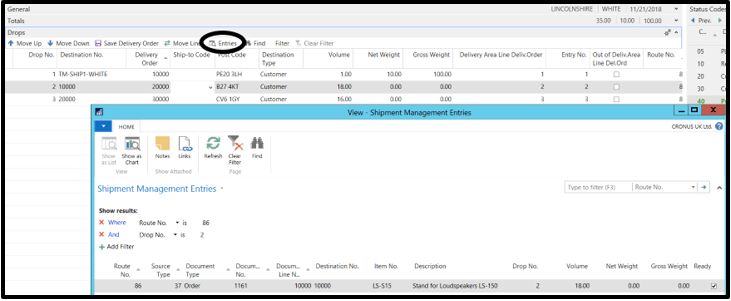 General LINCOLNSHIRE | WHITE | 11/21/2018 Status Codes
Totals 35.00 | 10.00 | 100.00 Prev.
Drops
Move Up Move Down Save Delivery Order Move Line Entries Find Filter Clear Filter
Drop No. Destination No. Delivery Order Ship-to Code Post Code Destination Type Volume Net Weight Gross Weight Delivery Area Line Deliv.Order Entry No. Out of Deliv.Area Line Del.Ord Route No.
1 TM-SHIP1-WHITE 10000 PE20 3LH Customer 1.00 10.00 100.00 1 1 8
2 10000 20000 B27 4KT Customer 18.00 0.00 0.00 2 2 8
3 20000 30000 CV6 1GY Customer 16.00 0.00 0.00 3 3 8
C...
05
10
20
30
40
View - Shipment Management Entries
HOME CRONUS UK Ltd.
Show as List Show as Chart Notes Links Refresh Clear Filter Find
View Show Attached Page
Shipment Management Entries Type to filter (F3) Route No.
Show results:
Where Route No. is 86
And Drop No. is 2
Add Filter
Route No. Source Type Document Type Docum... No. Docum... Line N... Destination No. Item No. Description Drop No. Volume Net Weight Gross Weight Ready
86 37 Order 1161 10000 10000 LS-S15 Stand for Loudspeakers LS-150 2 18.00 0.00 0.00